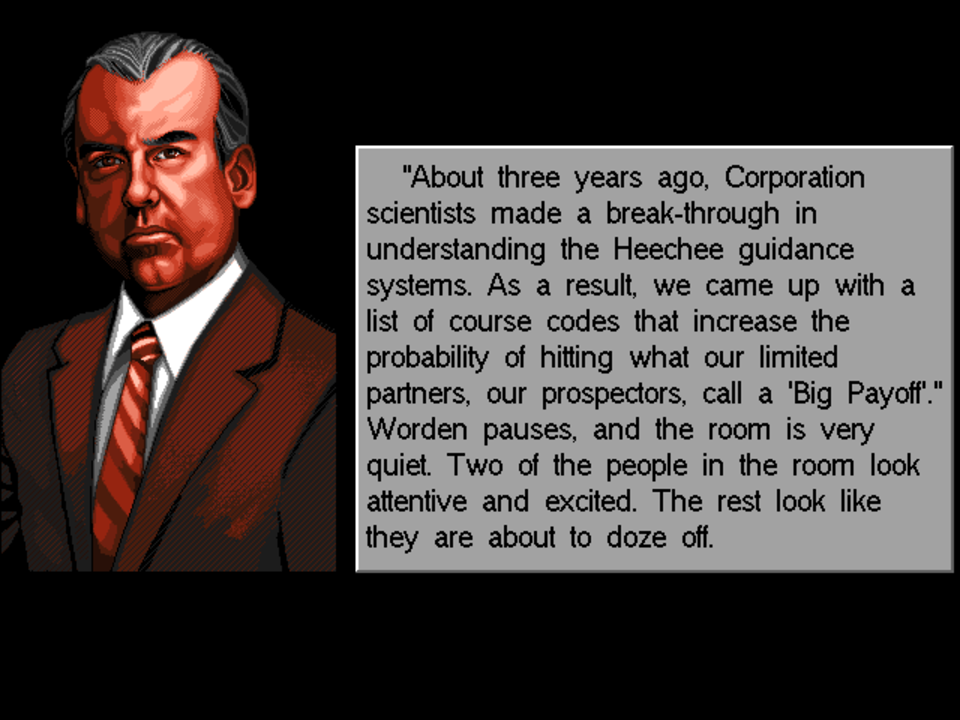 "About three years ago, Corporation
scientists made a break-through in
understanding the Heechee guidance
systems. As a result, we came up with a
list of course codes that increase the
probability of hitting what our limited
partners, our prospectors, call a 'Big Payoff'."
Worden pauses, and the room is very
quiet. Two of the people in the room look
attentive and excited. The rest look like
they are about to doze off.